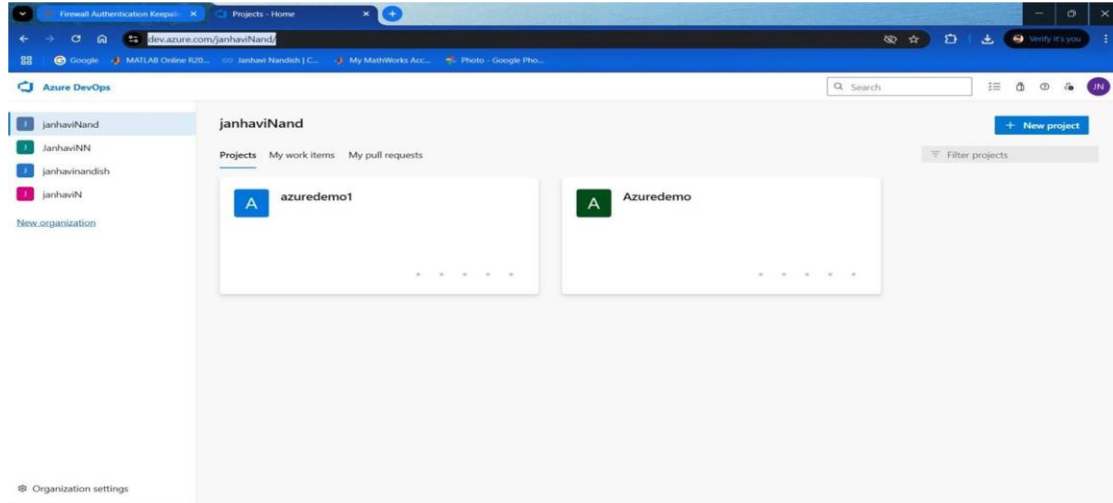 Firewall Authentication Keepali
Projects - Home
dev.azure.com/janhaviNand/
Verify it's you
Google
MATLAB Online R20...
Janhavi Nandish | C...
My MathWorks Acc...
Photo - Google Pho...
Azure DevOps
Search
JN
J janhaviNand
J JanhaviNN
J janhavinandish
J janhaviN
New organization
janhaviNand
+ New project
Projects My work items My pull requests
Filter projects
A azuredemo1
A Azuredemo
Organization settings